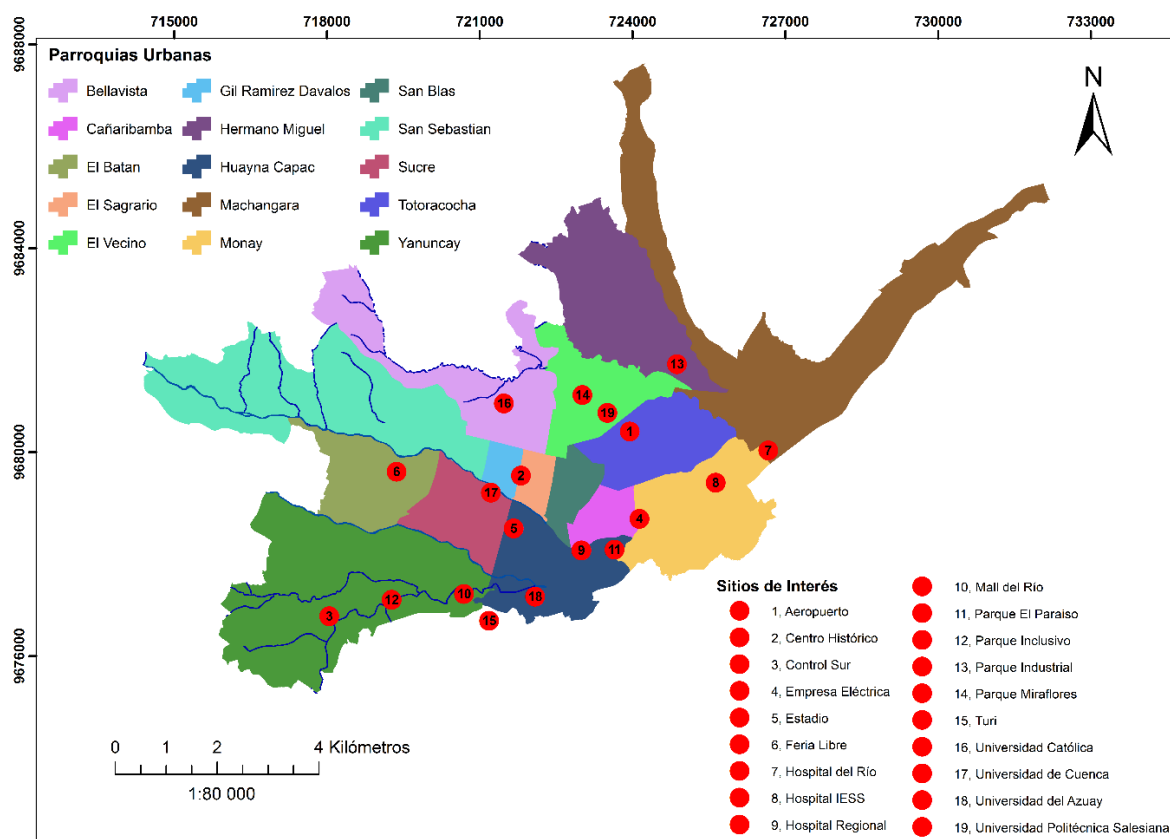 715000 718000 721000 724000 727000 730000 733000
9688000
9684000
9680000
9676000
Parroquias Urbanas
Bellavista
Cañaribamba
El Batan
El Sagrario
El Vecino
Gil Ramirez Davalos
Hermano Miguel
Huayna Capac
Machangara
Monay
San Blas
San Sebastian
Sucre
Totoracocha
Yanuncay
N
13
14
19
16
1
7
6
2
8
17
4
5
9
11
10
12
18
3
15
0 1 2 4 Kilómetros
1:80 000
Sitios de Interés
1, Aeropuerto
2, Centro Histórico
3, Control Sur
4, Empresa Eléctrica
5, Estadio
6, Feria Libre
7, Hospital del Río
8, Hospital IESS
9, Hospital Regional
10, Mall del Río
11, Parque El Paraiso
12, Parque Inclusivo
13, Parque Industrial
14, Parque Miraflores
15, Turi
16, Universidad Católica
17, Universidad de Cuenca
18, Universidad del Azuay
19, Universidad Politécnica Salesiana